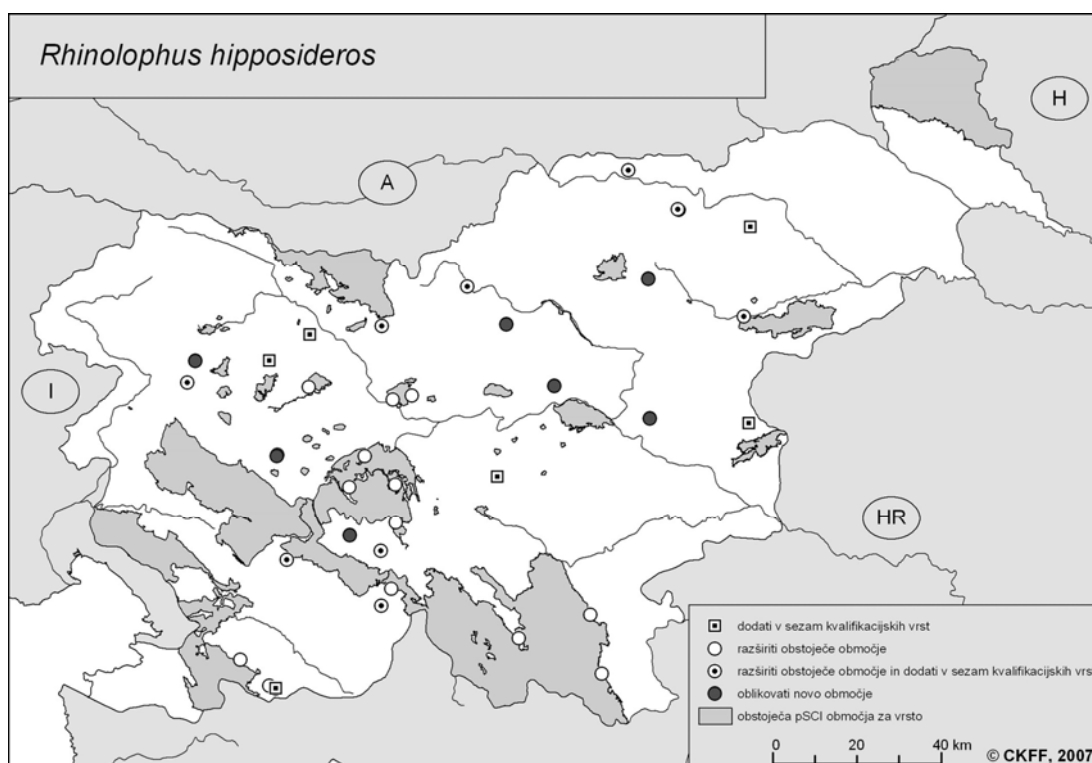 Rhinolophus hipposideros
H
A
I
HR
dodati v sezam kvalifikacijskih vrst
razširiti obstoječe območje
razširiti obstoječe območje in dodati v sezam kvalifikacijskih vrst
oblikovati novo območje
obstoječa pSCI območja za vrsto
0 20 40 km
© CKFF, 2007